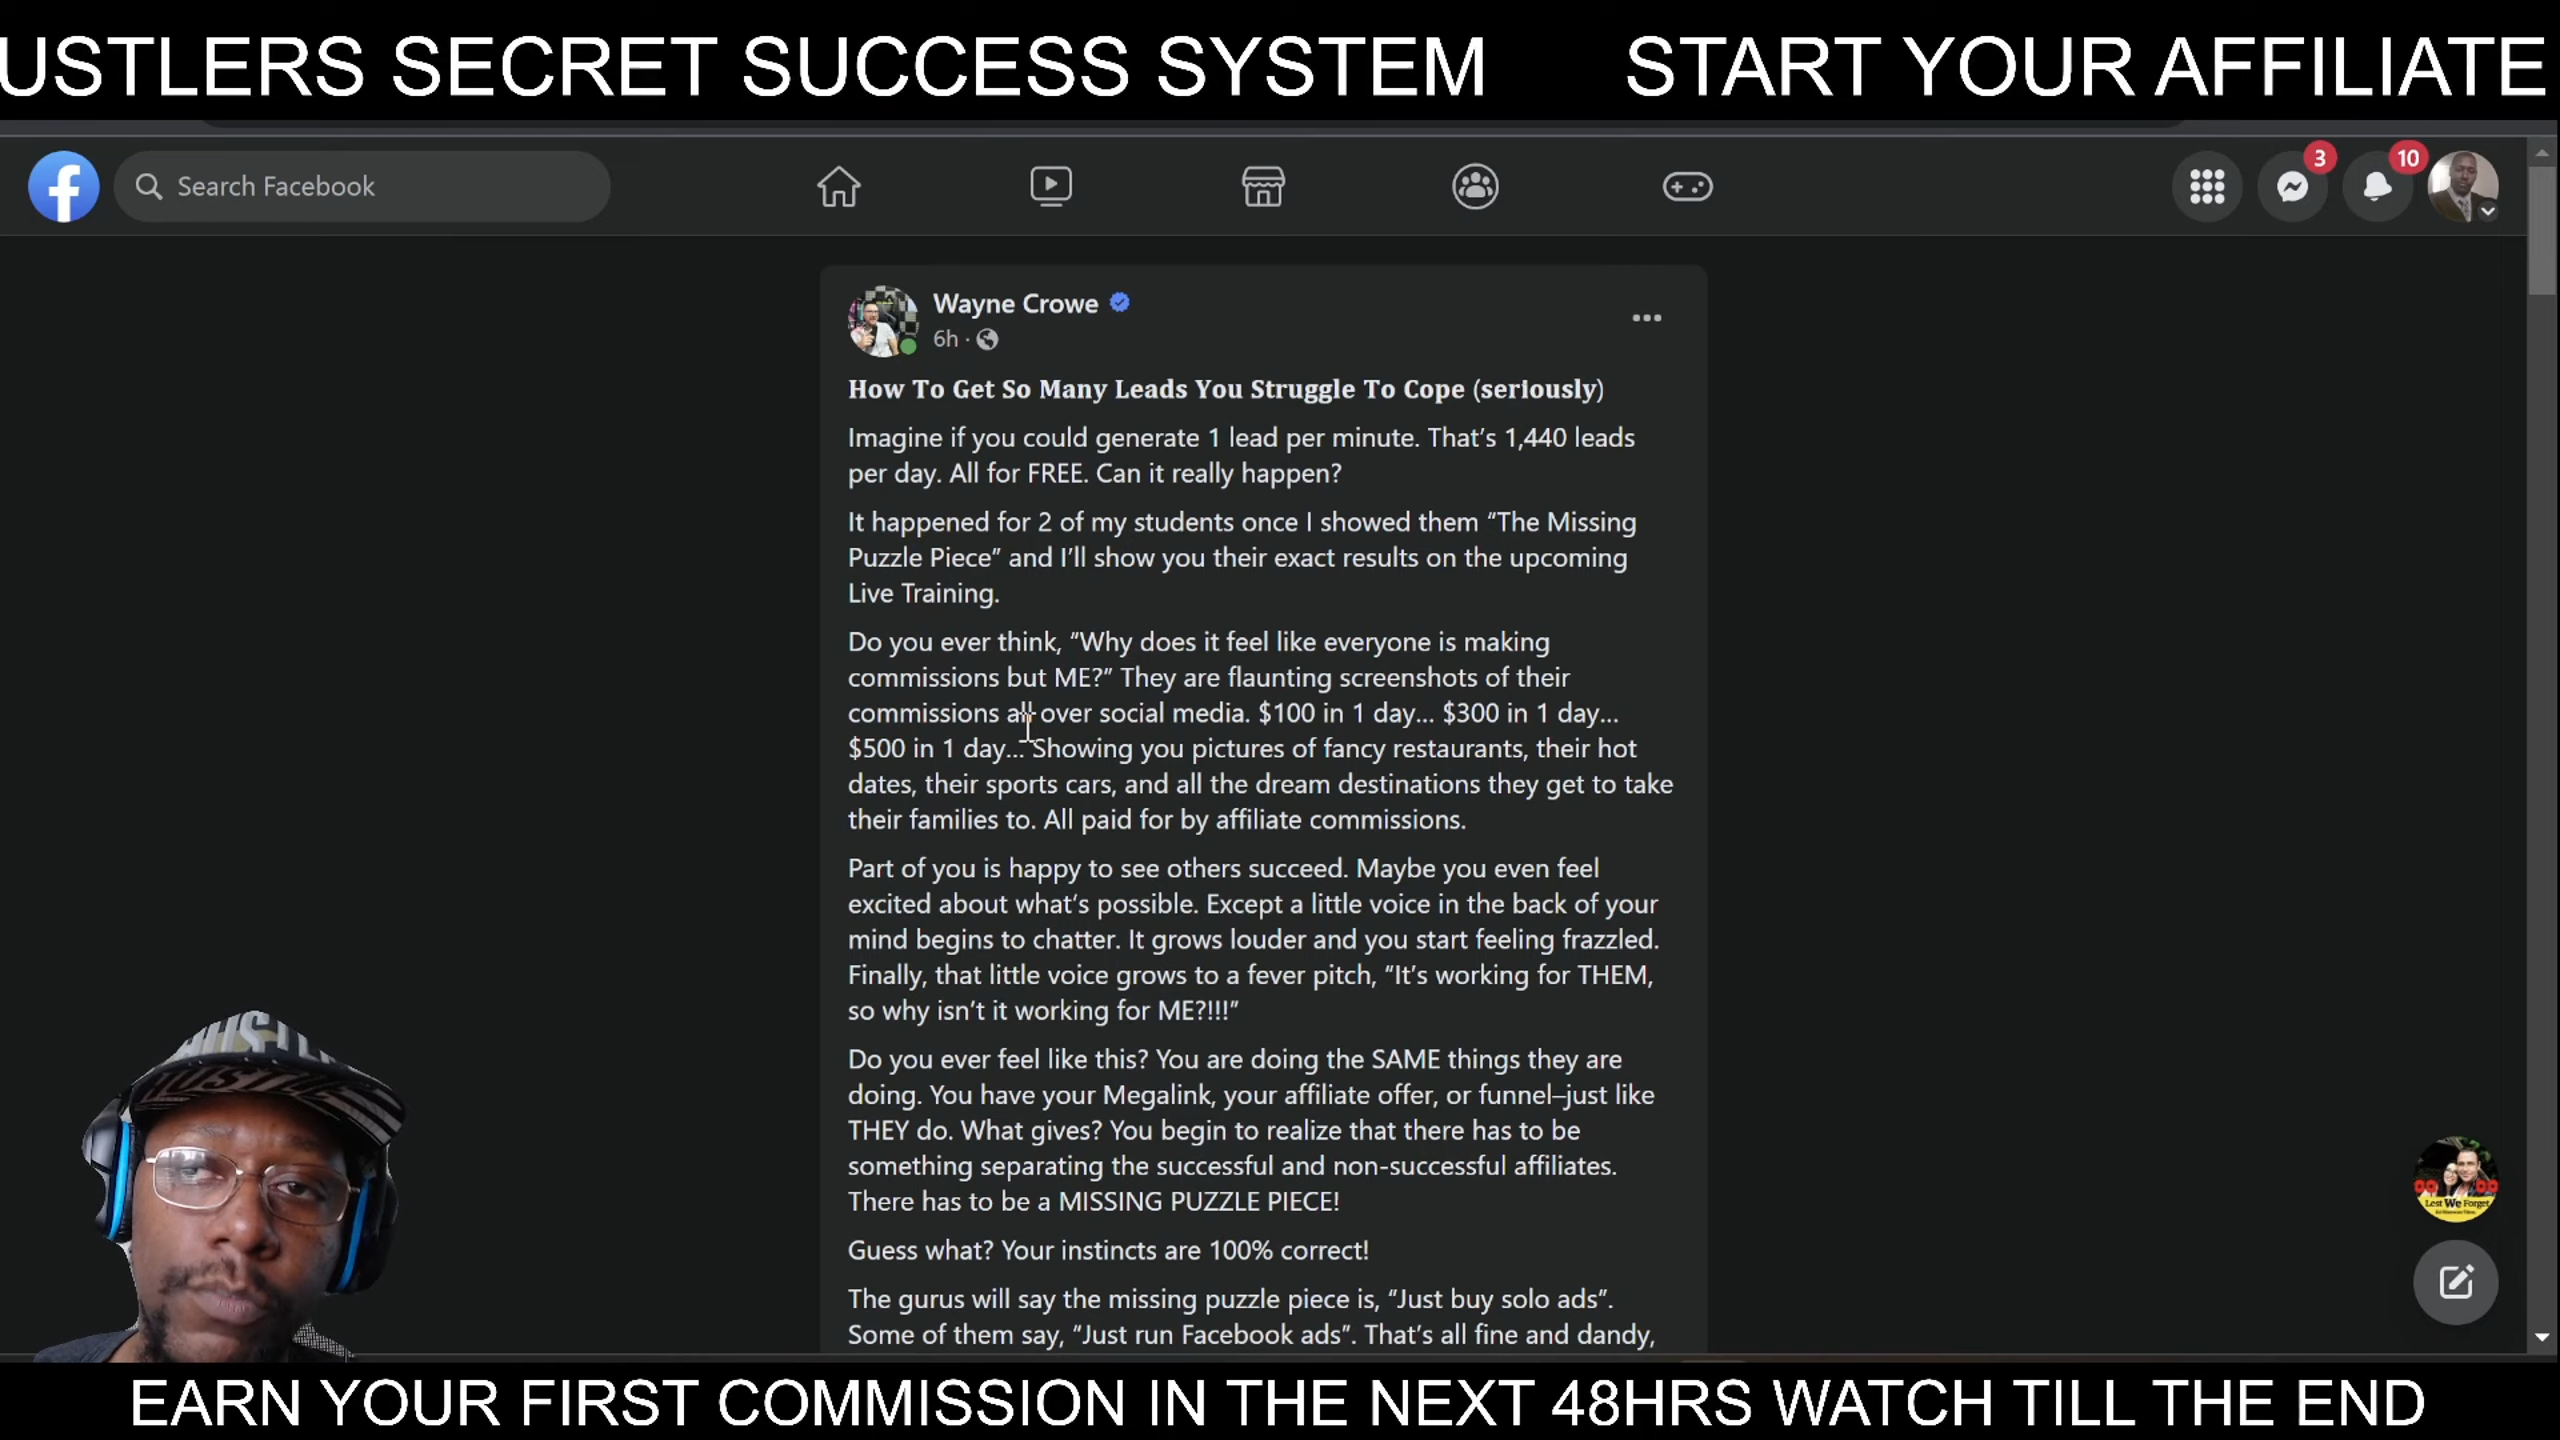 USTLERS SECRET SUCCESS SYSTEM START YOUR AFFILIATE
Search Facebook
3
10
Wayne Crowe
6h ·
How To Get So Many Leads You Struggle To Cope (seriously)
Imagine if you could generate 1 lead per minute. That’s 1,440 leads
per day. All for FREE. Can it really happen?
It happened for 2 of my students once I showed them “The Missing
Puzzle Piece” and I’ll show you their exact results on the upcoming
Live Training.
Do you ever think, “Why does it feel like everyone is making
commissions but ME?” They are flaunting screenshots of their
commissions all over social media. $100 in 1 day... $300 in 1 day...
$500 in 1 day... Showing you pictures of fancy restaurants, their hot
dates, their sports cars, and all the dream destinations they get to take
their families to. All paid for by affiliate commissions.
Part of you is happy to see others succeed. Maybe you even feel
excited about what’s possible. Except a little voice in the back of your
mind begins to chatter. It grows louder and you start feeling frazzled.
Finally, that little voice grows to a fever pitch, “It’s working for THEM,
so why isn’t it working for ME?!!!”
Do you ever feel like this? You are doing the SAME things they are
doing. You have your Megalink, your affiliate offer, or funnel–just like
THEY do. What gives? You begin to realize that there has to be
something separating the successful and non-successful affiliates.
There has to be a MISSING PUZZLE PIECE!
Guess what? Your instincts are 100% correct!
The gurus will say the missing puzzle piece is, “Just buy solo ads”.
Some of them say, “Just run Facebook ads”. That’s all fine and dandy,
Lest We Forget
EARN YOUR FIRST COMMISSION IN THE NEXT 48HRS WATCH TILL THE END